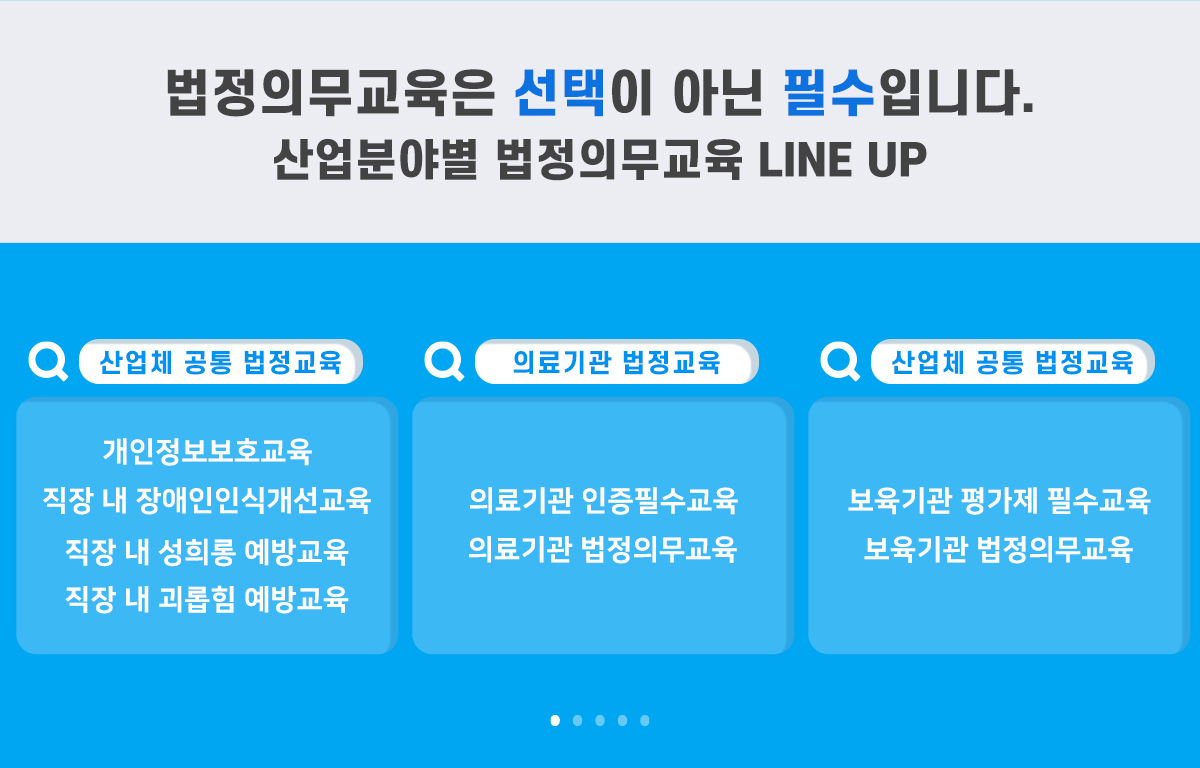 법정의무교육은 선택이 아닌 필수입니다.
산업분야별 법정의무교육 LINE UP
산업체 공통 법정교육
개인정보보호교육
직장 내 장애인인식개선교육
직장 내 성희롱 예방교육
직장 내 괴롭힘 예방교육
의료기관 법정교육
의료기관 인증필수교육
의료기관 법정의무교육
산업체 공통 법정교육
보육기관 평가제 필수교육
보육기관 법정의무교육